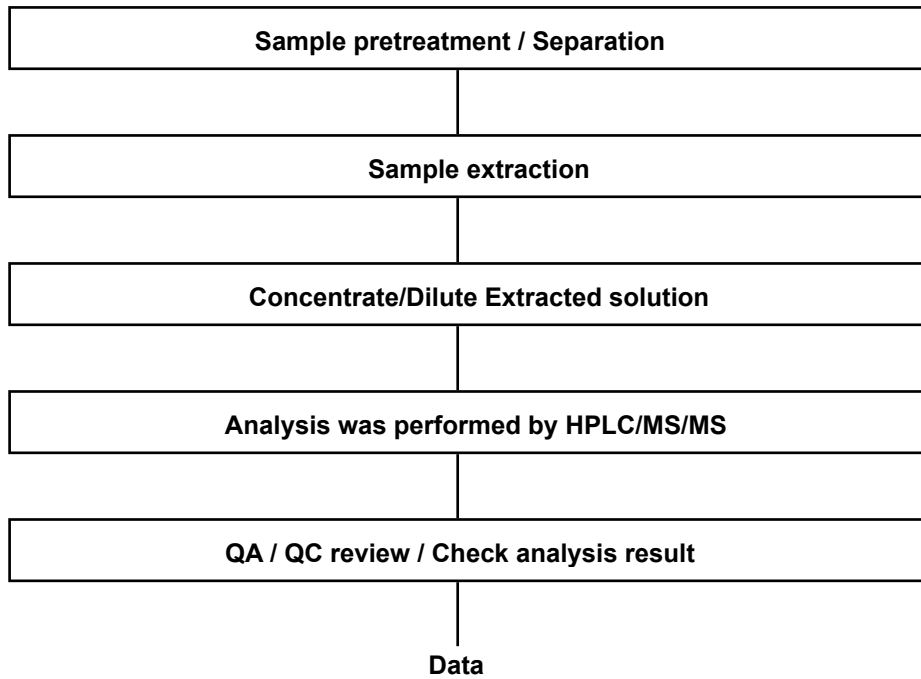 Sample pretreatment / Separation
Sample extraction
Concentrate/Dilute Extracted solution
Analysis was performed by HPLC/MS/MS
QA / QC review / Check analysis result
Data